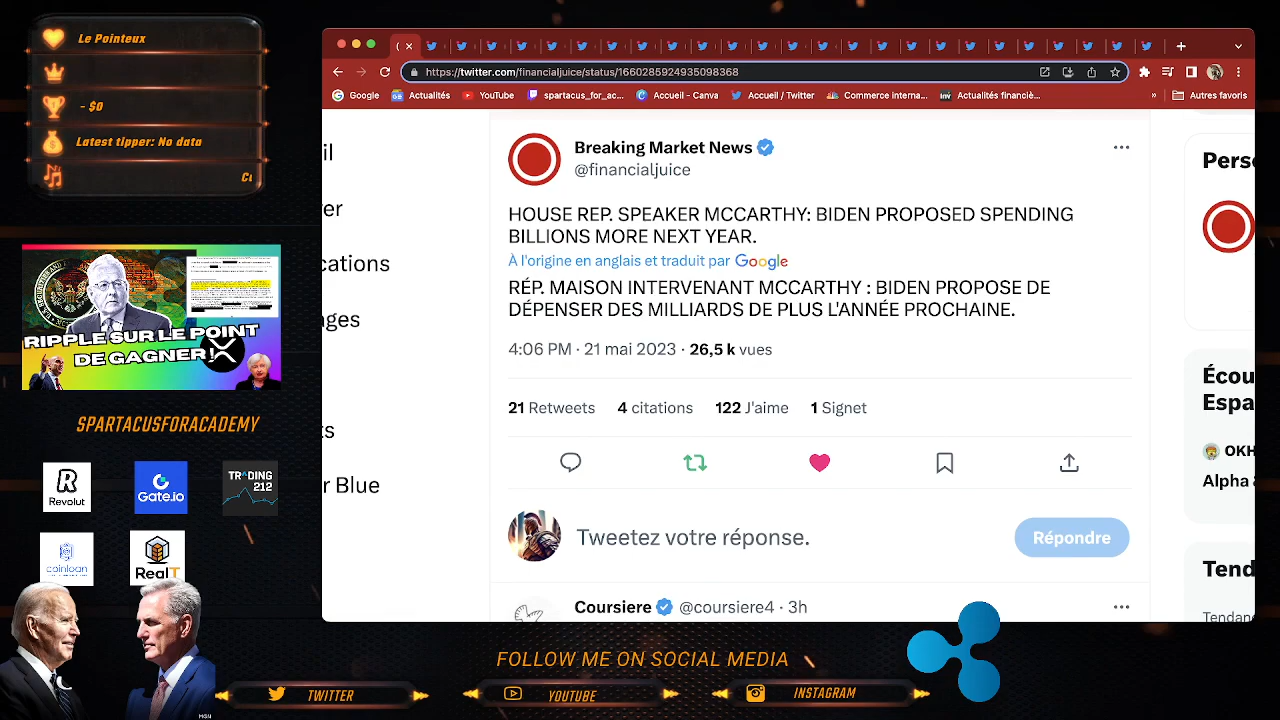 Le Pointeux
- $0
Latest tipper: No data
RIPPLE SUR LE POINT
DE GAGNER !
SPARTACUSFORACADEMY
Revolut
Gate.io
TRADING
212
coinloan
RealT
https://twitter.com/financialjuice/status/1660285924935098368
Google
Actualités
YouTube
spartacus_for_ac...
Accueil - Canva
Accueil / Twitter
Commerce interna...
Actualités financiè...
»
Autres favoris
il
er
cations
ages
ts
r Blue
Breaking Market News
@financialjuice
HOUSE REP. SPEAKER MCCARTHY: BIDEN PROPOSED SPENDING
BILLIONS MORE NEXT YEAR.
À l'origine en anglais et traduit par Google
RÉP. MAISON INTERVENANT MCCARTHY : BIDEN PROPOSE DE
DÉPENSER DES MILLIARDS DE PLUS L'ANNÉE PROCHAINE.
4:06 PM · 21 mai 2023 · 26,5 k vues
21 Retweets 4 citations 122 J'aime 1 Signet
Tweetez votre réponse.
Répondre
Coursiere @coursiere4 · 3h
Perso
Écou
Espa
OKH
Alpha &
Tend
Tendanc
FOLLOW ME ON SOCIAL MEDIA
TWITTER
YOUTUBE
INSTAGRAM
MGN